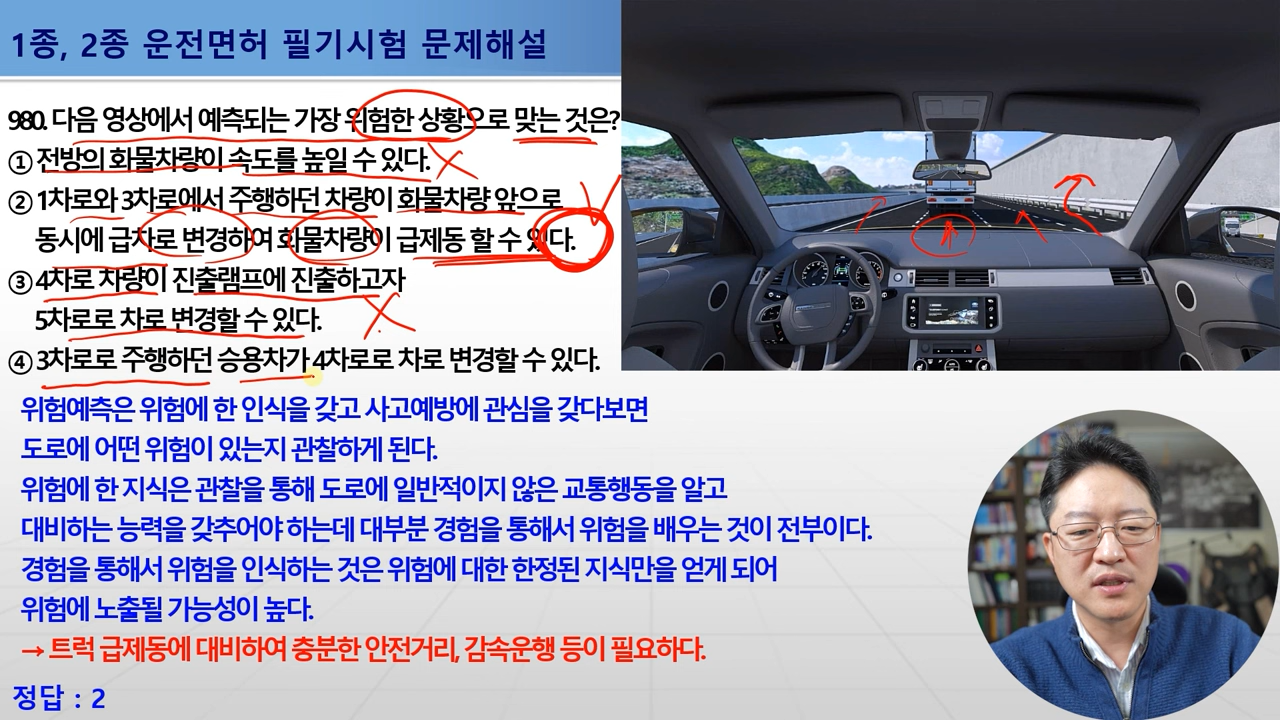 1종, 2종 운전면허 필기시험 문제해설
980. 다음 영상에서 예측되는 가장 위험한 상황으로 맞는 것은?
① 전방의 화물차량이 속도를 높일 수 있다.
② 1차로와 3차로에서 주행하던 차량이 화물차량 앞으로
동시에 급차로 변경하여 화물차량이 급제동 할 수 있다.
③ 4차로 차량이 진출램프에 진출하고자
5차로로 차로 변경할 수 있다.
④ 3차로로 주행하던 승용차가 4차로로 차로 변경할 수 있다.
위험예측은 위험에 한 인식을 갖고 사고예방에 관심을 갖다보면
도로에 어떤 위험이 있는지 관찰하게 된다.
위험에 한 지식은 관찰을 통해 도로에 일반적이지 않은 교통행동을 알고
대비하는 능력을 갖추어야 하는데 대부분 경험을 통해서 위험을 배우는 것이 전부이다.
경험을 통해서 위험을 인식하는 것은 위험에 대한 한정된 지식만을 얻게 되어
위험에 노출될 가능성이 높다.
→ 트럭 급제동에 대비하여 충분한 안전거리, 감속운행 등이 필요하다.
정답 : 2